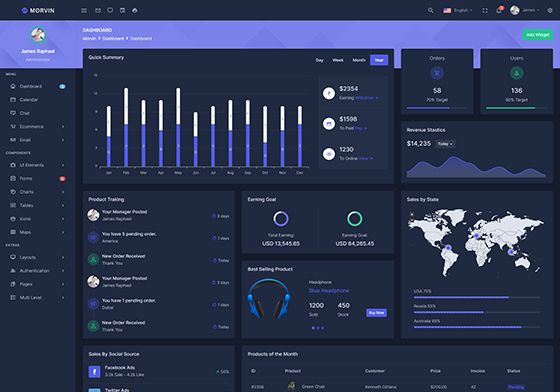 MORVIN
English
James
James Raphael
Administrator
DASHBOARD
Morvin > Dashboard > Dashboard
Add Widget
MENU
Dashboard
Calendar
Chat
Ecommerce
Email
COMPONENTS
UI Elements
Forms
Charts
Tables
Icons
Maps
EXTRAS
Layouts
Authentication
Pages
Multi Level
Quick Summary
Day Week Month Year
Jan Feb Mar Apr May Jun Jul Aug Sep Oct Nov Dec
$2354
Earning Withdraw
$1598
To Paid Pay
1230
To Online View
Orders
58
70% Target
Users
136
66% Target
Revenue Stastics
$14,235
Today
Product Traking
Your Manager Posted
James Raphael
3 days
You have 5 pending order.
America
1 days
New Order Received
Thank You
Today
Your Manager Posted
James Raphael
3 days
You have 1 pending order.
Dubai
1 days
New Order Received
Thank You
Today
Earning Goal
Total Earning:
USD 13,545.65
Earning Goal:
USD 84,265.45
Best Selling Product
Headphone
Blue Headphone
1200
Sold
450
Stock
Buy Now
Sales by State
USA 75%
Russia 55%
Australia 85%
Sales By Social Source
Facebook Ads
3.2k Sale - 4.2k Like
50%
Twitter Ads
Products of the Month
ID Product Customer Price Invoice Status
#2356 Green Chair Kenneth Gittens $200.00 42 Pending